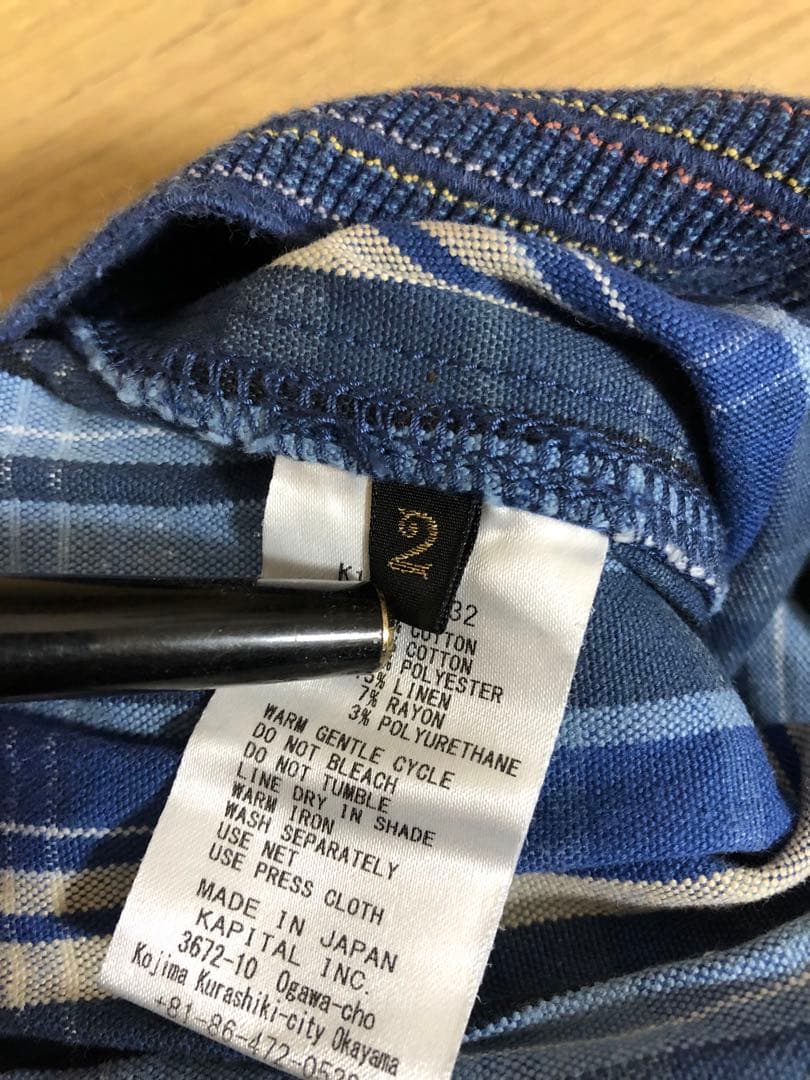 2
32
COTTON
COTTON
POLYESTER
LINEN
7% RAYON
3% POLYURETHANE
WARM GENTLE CYCLE
DO NOT BLEACH
DO NOT TUMBLE
LINE DRY IN SHADE
WARM IRON
WASH SEPARATELY
USE NET
USE PRESS CLOTH
MADE IN JAPAN
KAPITAL INC.
3672-10 Ogawa-cho
Kojima Kurashiki-city Okayama